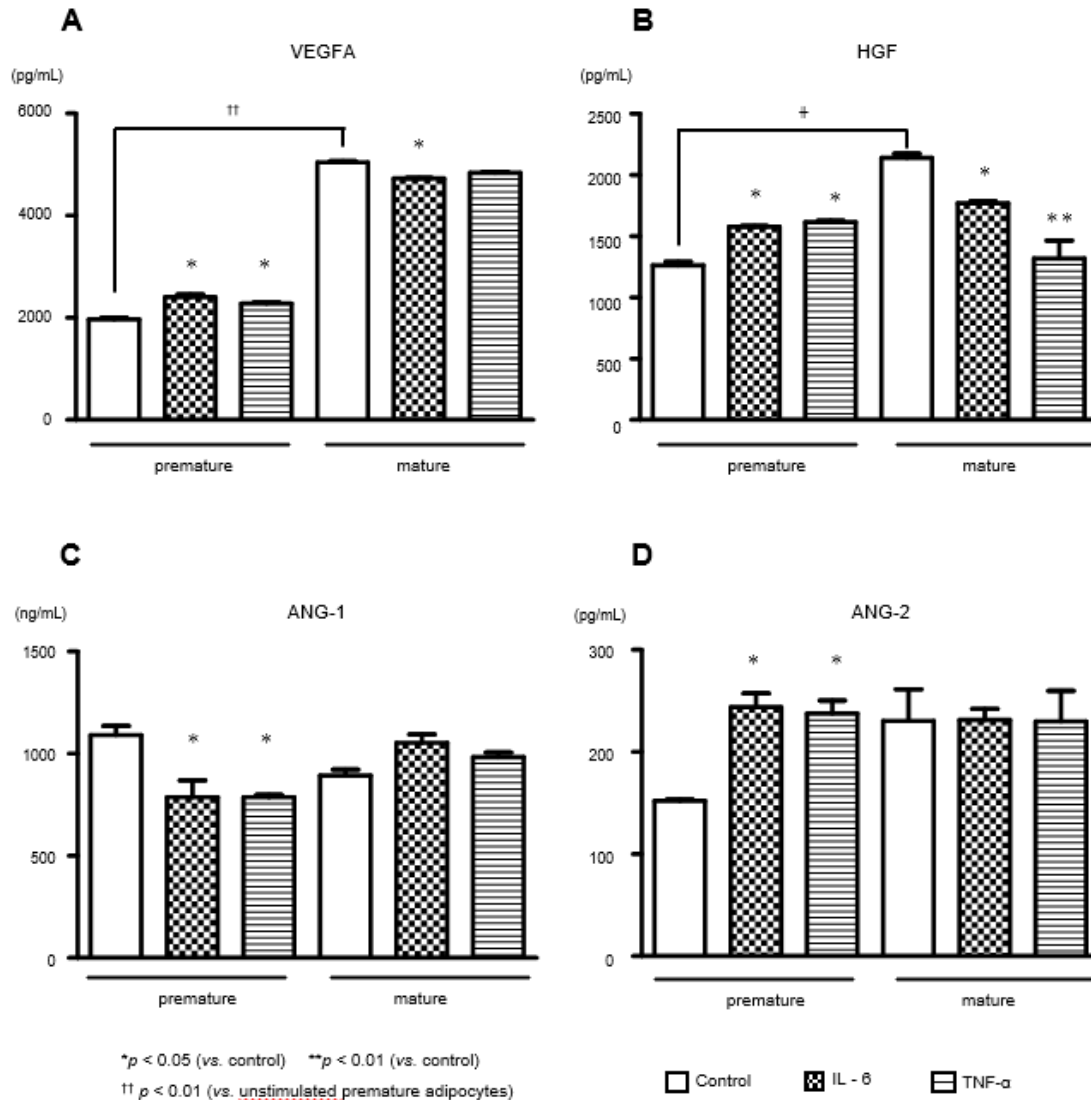 A
VEGFA
(pg/mL)
6000
4000
2000
0
††
*
*
*
premature
mature
B
HGF
(pg/mL)
2500
2000
1500
1000
500
0
‡
*
*
*
**
premature
mature
C
ANG-1
(ng/mL)
1500
1000
500
0
*
*
premature
mature
D
ANG-2
(pg/mL)
300
200
100
0
*
*
premature
mature
*p < 0.05 (vs. control) **p < 0.01 (vs. control)
†† p < 0.01 (vs. unstimulated premature adipocytes)
Control
IL - 6
TNF-α